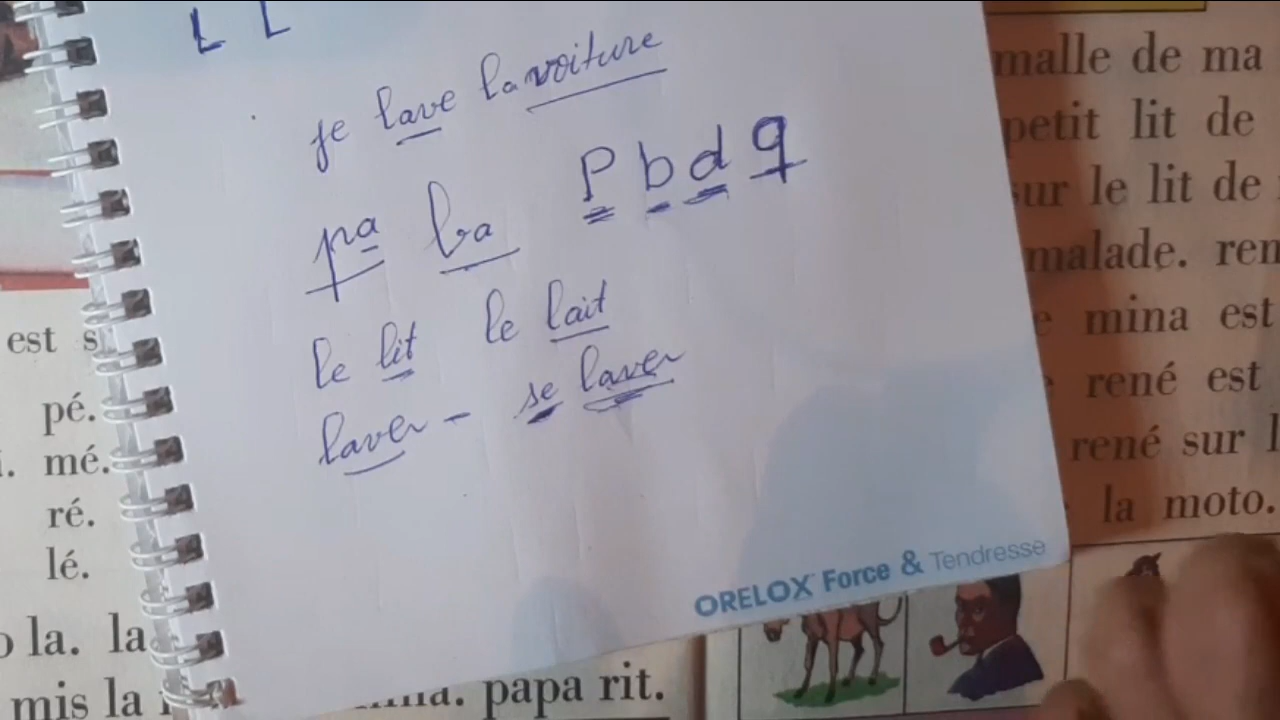 L L
je lave la voiture
pa ba P b d q
le lit le lait
laver - se laver
ORELOX Force & Tendresse
est s
pé.
mé.
ré.
lé.
la. la
mis la
papa rit.
malle de ma
petit lit de
sur le lit de
malade.
mina est
rené est
rené sur
la moto.